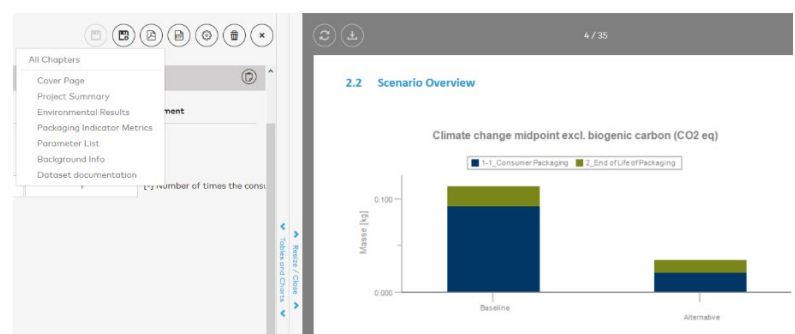 All Chapters
Cover Page
Project Summary
Environmental Results
Packaging Indicator Metrics
Parameter List
Background Info
Dataset documentation
ment
[-] Number of times the consu
Tables and Charts
Resize / Close
4 / 35
2.2 Scenario Overview
Climate change midpoint excl. biogenic carbon (CO2 eq)
1-1_Consumer Packaging 2_End of Life of Packaging
Masse [kg]
0.100
0.000
Baseline
Alternative